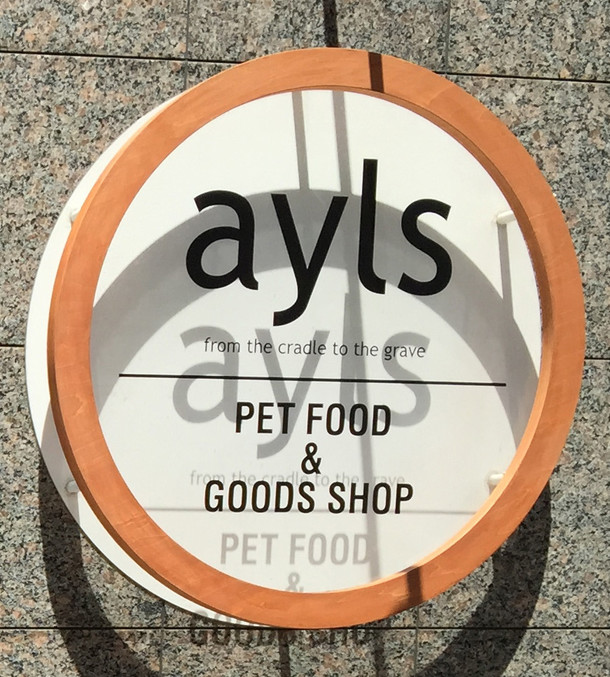 ayls
from the cradle to the grave
PET FOOD
&
GOODS SHOP